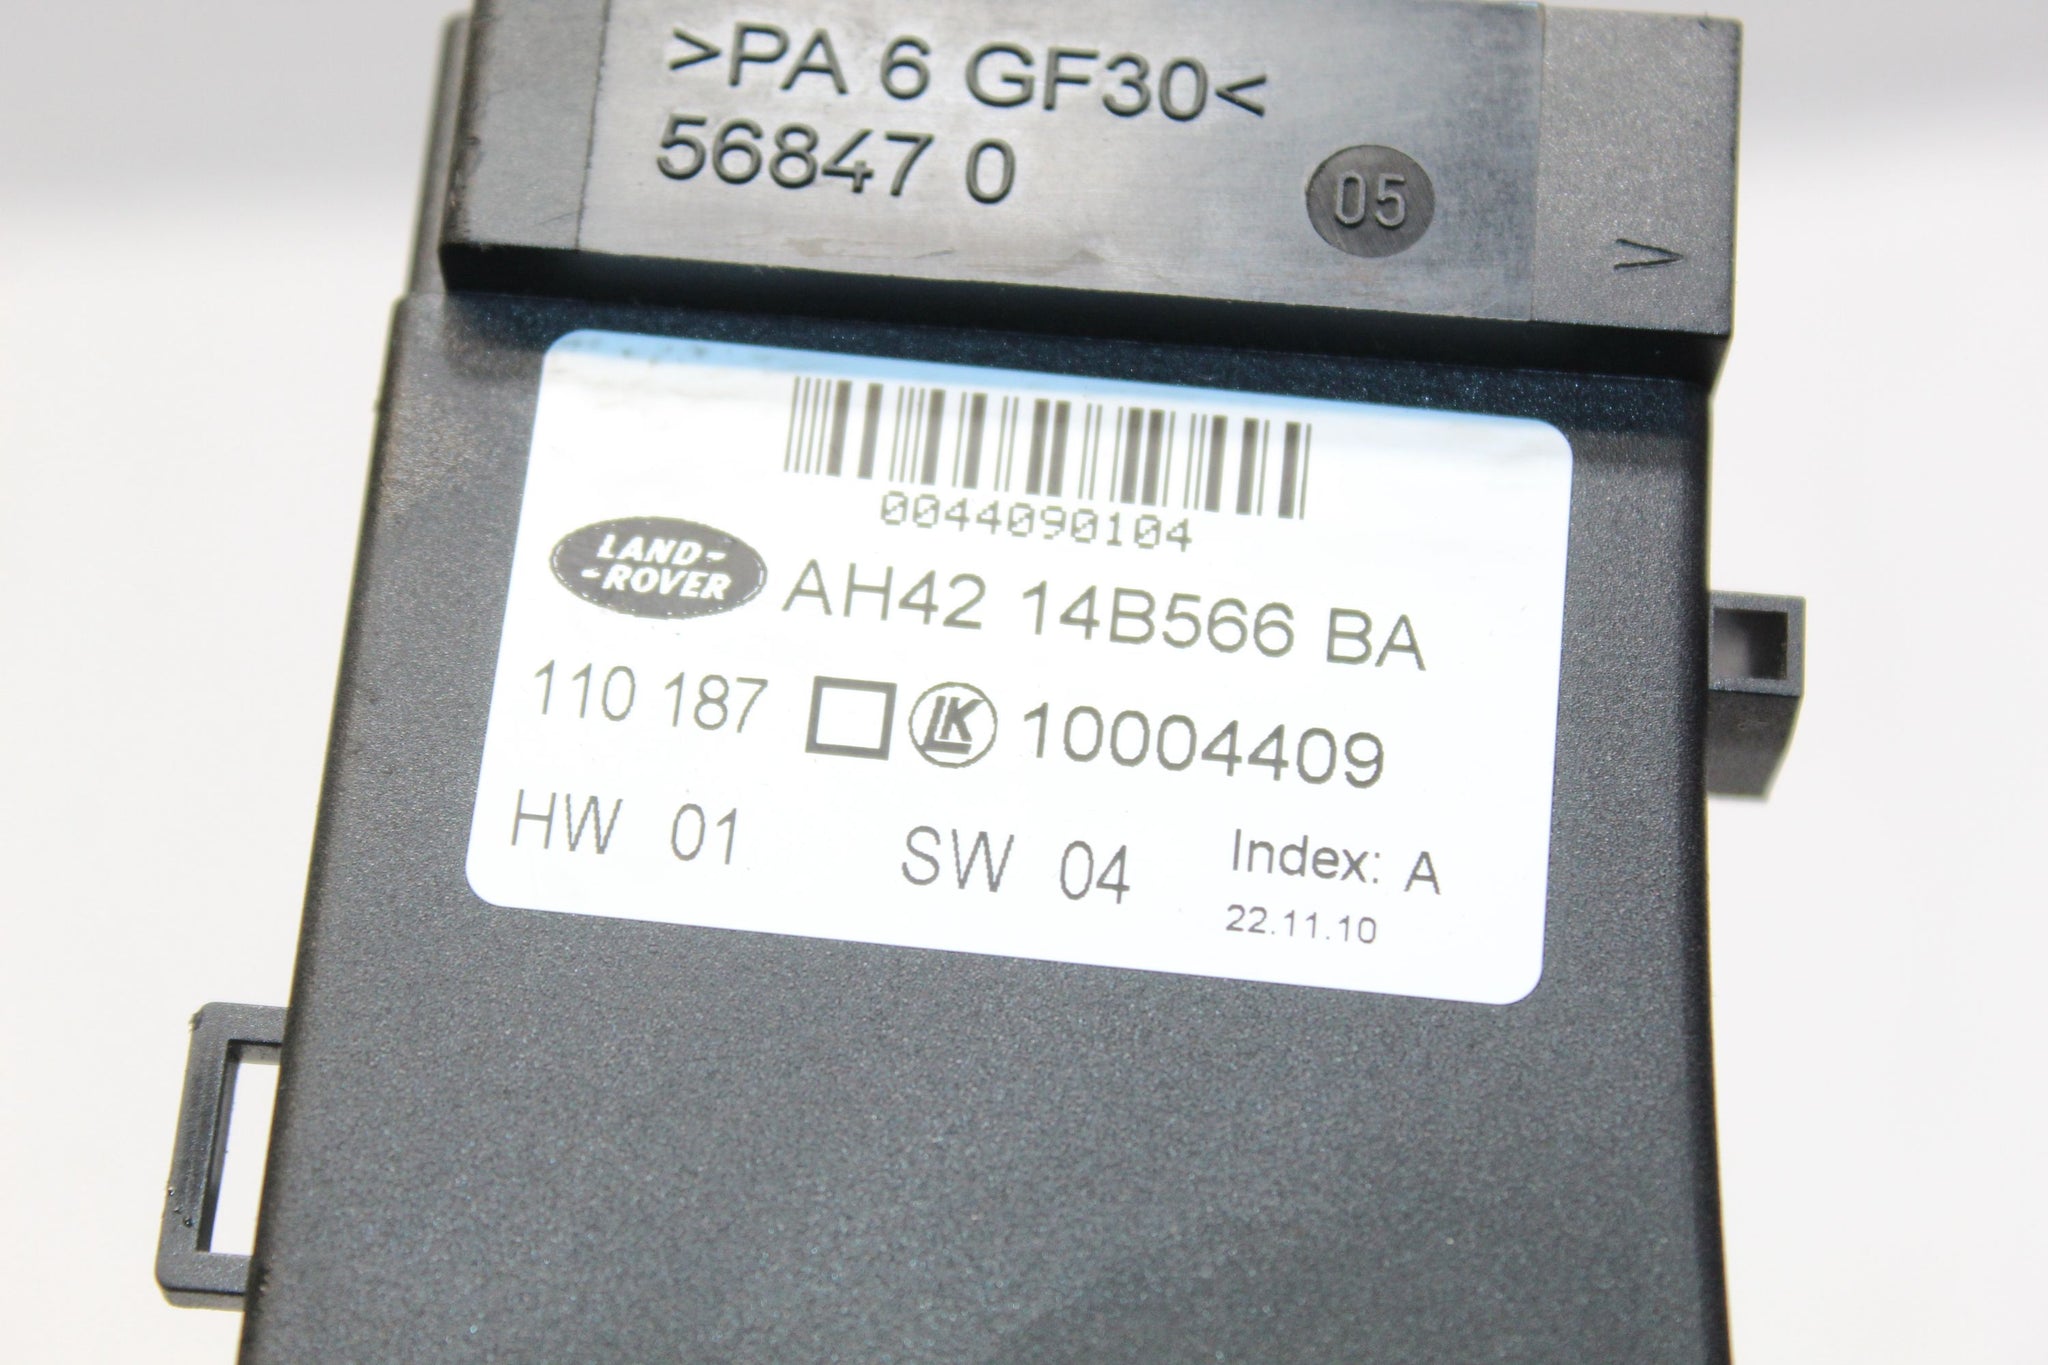 >PA 6 GF30<
56847 0
05
>
0044090104
LAND-
-ROVER
AH42 14B566 BA
110 187 LK 10004409
HW 01 SW 04 Index: A
22.11.10